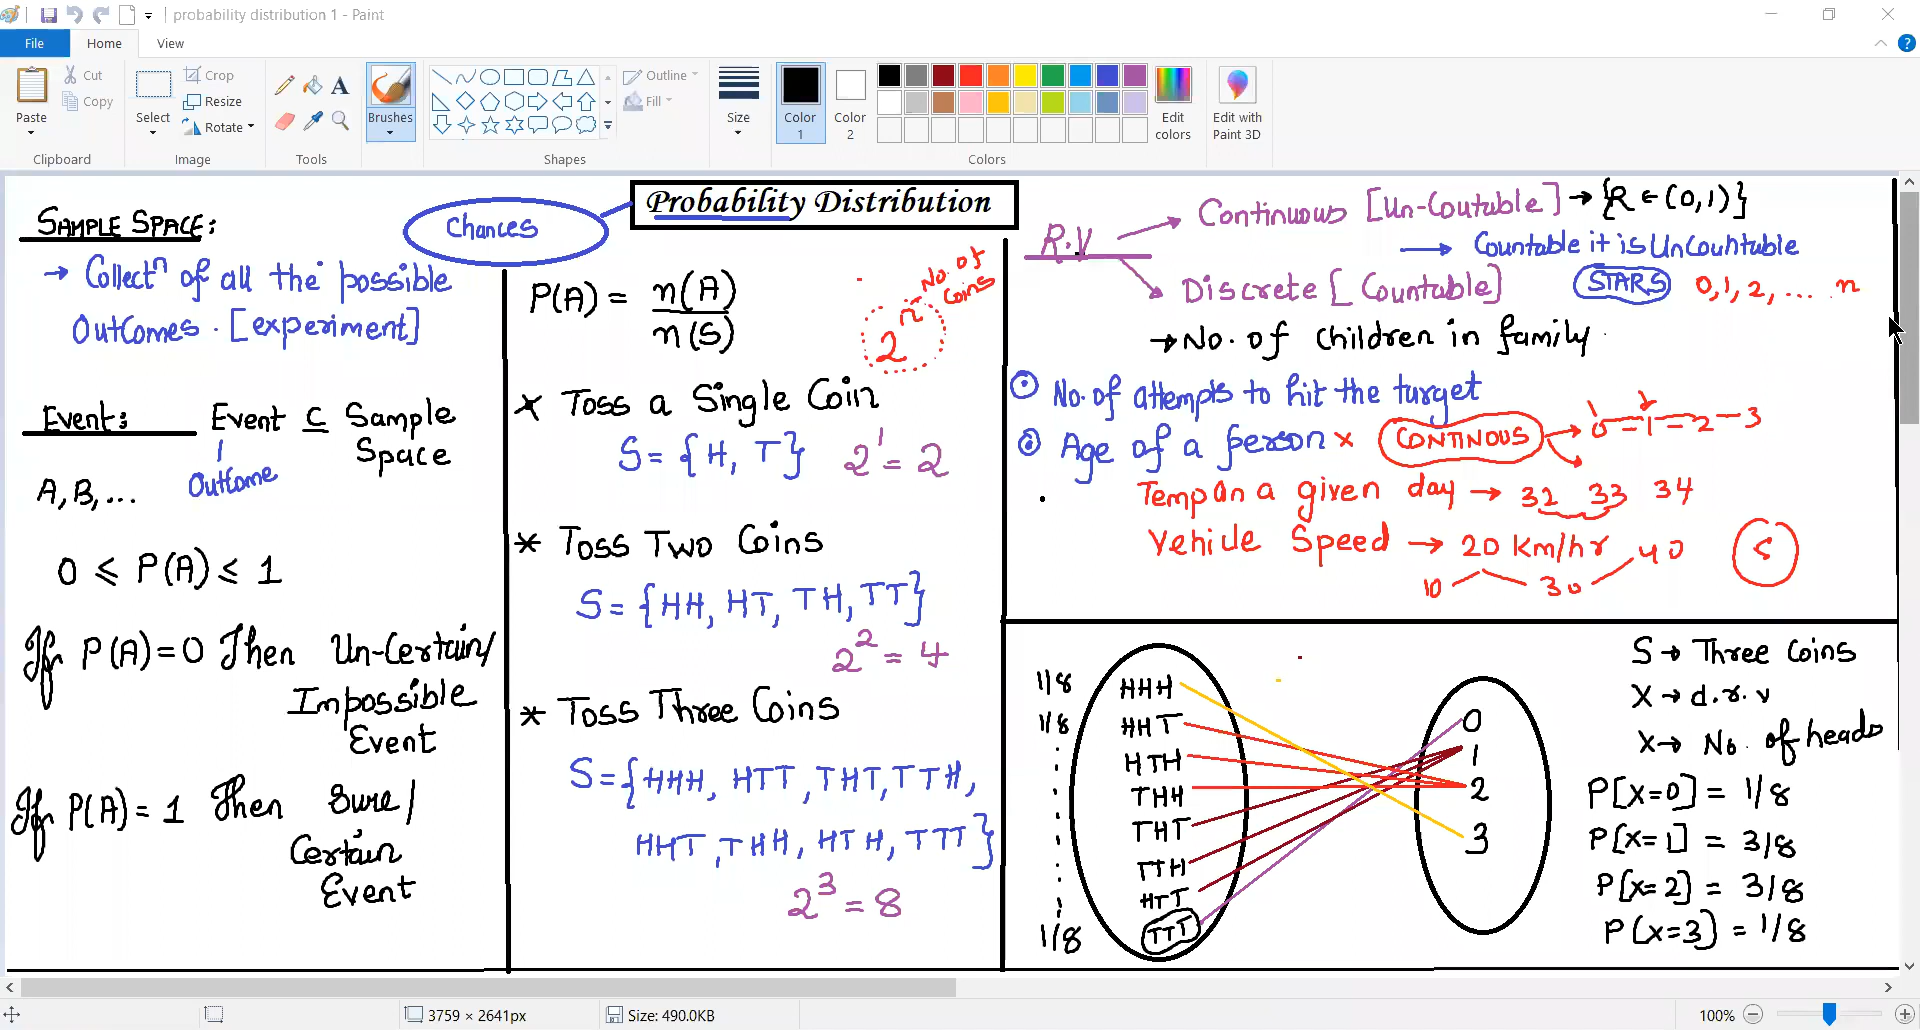 probability distribution 1 - Paint
File
Home
View
Paste
Cut
Copy
Clipboard
Select
Crop
Resize
Rotate
Image
A
Tools
Brushes
Outline
Fill
Shapes
Size
Color 1
Color 2
Edit colors
Edit with Paint 3D
Colors
Probability Distribution
Chances
SAMPLE SPACE:
→ Collectⁿ of all the possible
Outcomes. [experiment]
Event: Event ⊆ Sample Space
Outcome
A, B, ...
0 ≤ P(A) ≤ 1
If P(A)=0 Then Un-Certain/
Impossible
Event
If P(A)=1 Then Sure/
Certain
Event
P(A) = n(A)/n(S)
2ⁿ No. of coins
* Toss a Single Coin
S = {H, T} 2¹ = 2
* Toss Two Coins
S = {HH, HT, TH, TT}
2² = 4
* Toss Three Coins
S = {HHH, HTT, THT, TTH,
HHT, THH, HTH, TTT}
2³ = 8
R.V
Continuous [Un-Coutable] → {R ∈ (0,1)}
→ Countable it is Uncountable
Discrete [Countable] STARS 0, 1, 2, .... n
→ No. of children in family
No. of attempts to hit the target
Age of a person x CONTINOUS → 0 - 1 - 2 - 3
Temp On a given day → 32 33 34
Vehicle Speed → 20 Km/hr 40
10 30
S → Three Coins
X → d.r.v
X → No. of heads
1/8 HHH
1/8 HHT
HTH
THH
THT
TTH
HTT
1/8 TTT
0
1
2
3
P[x=0] = 1/8
P[x=1] = 3/8
P[x=2] = 3/8
P[x=3] = 1/8
3759 × 2641px
Size: 490.0KB
100%